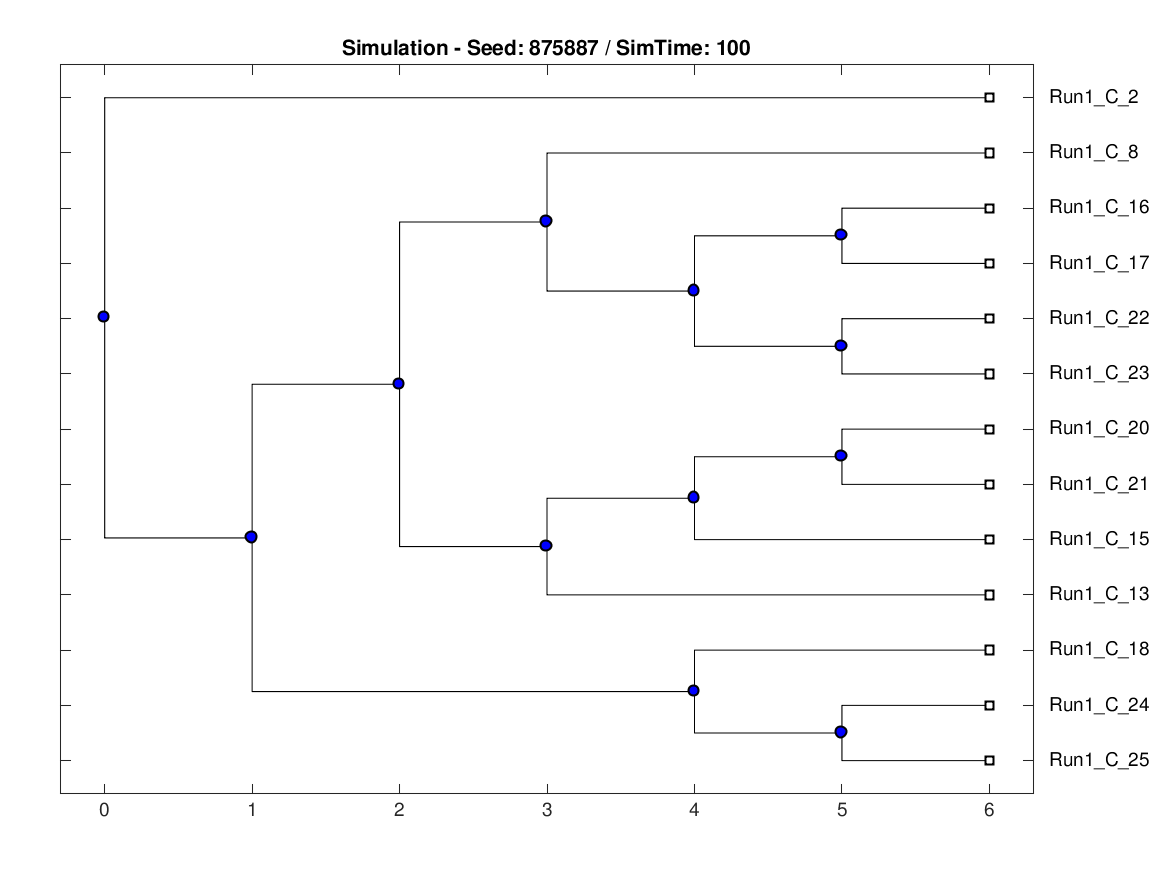 Simulation - Seed: 875887 / SimTime: 100
Run1_C_2
Run1_C_8
Run1_C_16
Run1_C_17
Run1_C_22
Run1_C_23
Run1_C_20
Run1_C_21
Run1_C_15
Run1_C_13
Run1_C_18
Run1_C_24
Run1_C_25
0 1 2 3 4 5 6